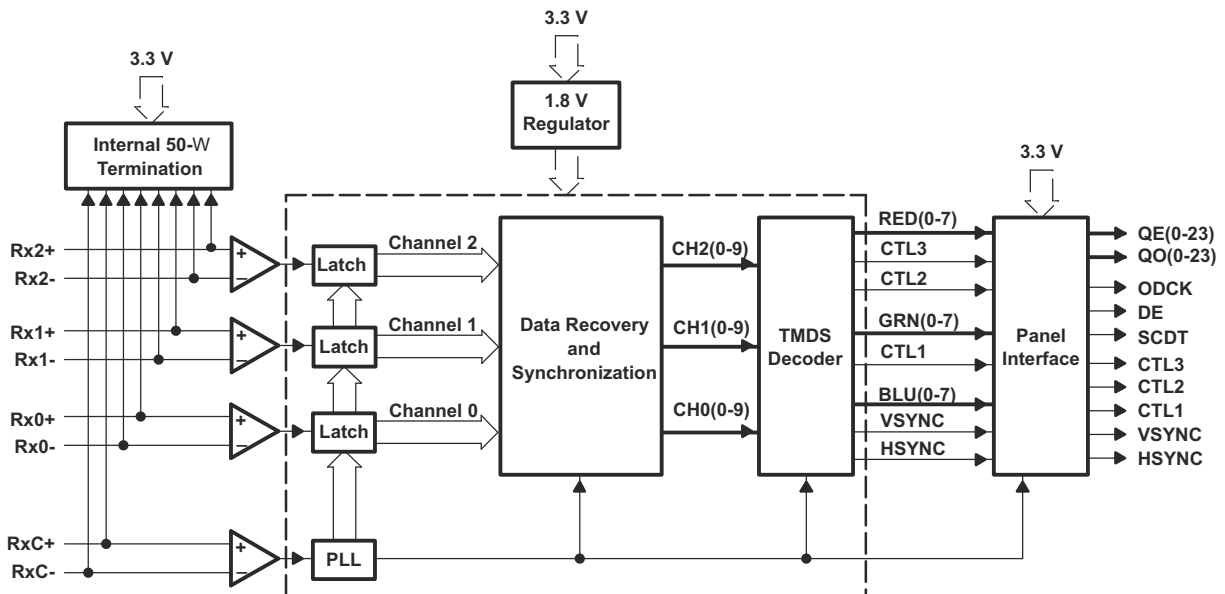 3.3 V
3.3 V
1.8 V
Regulator
Internal 50-W
Termination
3.3 V
Rx2+
Rx2-
Rx1+
Rx1-
Rx0+
Rx0-
RxC+
RxC-
+
−
+
−
+
−
+
−
Latch
Latch
Latch
PLL
Channel 2
Channel 1
Channel 0
Data Recovery
and
Synchronization
CH2(0-9)
CH1(0-9)
CH0(0-9)
TMDS
Decoder
RED(0-7)
CTL3
CTL2
GRN(0-7)
CTL1
BLU(0-7)
VSYNC
HSYNC
Panel
Interface
QE(0-23)
QO(0-23)
ODCK
DE
SCDT
CTL3
CTL2
CTL1
VSYNC
HSYNC